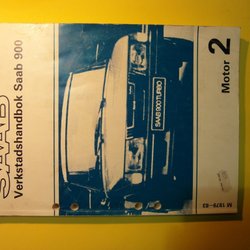 SAAB
Verkstadshandbok Saab 900
SAAB 900 TURBO
Motor 2
M 1979-83